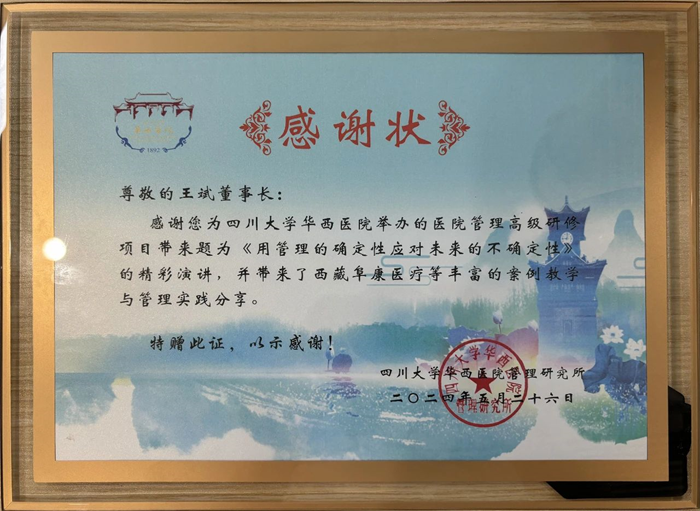 1892
感谢状
尊敬的王斌董事长：
感谢您为四川大学华西医院举办的医院管理高级研修
项目带来题为《用管理的确定性应对未来的不确定性》
的精彩演讲，并带来了西藏阜康医疗等丰富的案例教学
与管理实践分享。
特赠此证，以示感谢！
四川大学华西医院管理研究所
二〇二四年五月二十六日